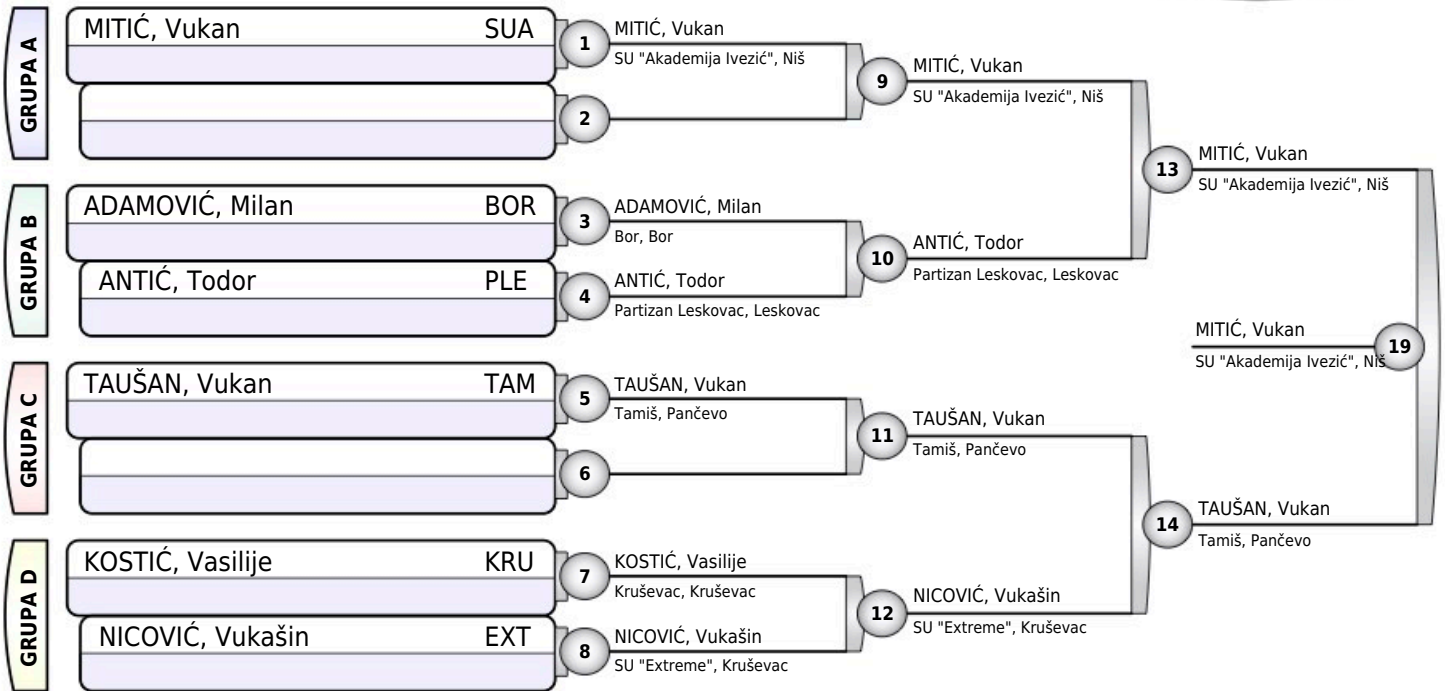 GRUPA A
MITIĆ, Vukan SUA
1
2
GRUPA B
ADAMOVIĆ, Milan BOR
3
ANTIĆ, Todor PLE
4
GRUPA C
TAUŠAN, Vukan TAM
5
6
GRUPA D
KOSTIĆ, Vasilije KRU
7
NICOVIĆ, Vukašin EXT
8
MITIĆ, Vukan
SU "Akademija Ivezić", Niš
ADAMOVIĆ, Milan
Bor, Bor
ANTIĆ, Todor
Partizan Leskovac, Leskovac
TAUŠAN, Vukan
Tamiš, Pančevo
KOSTIĆ, Vasilije
Kruševac, Kruševac
NICOVIĆ, Vukašin
SU "Extreme", Kruševac
9
MITIĆ, Vukan
SU "Akademija Ivezić", Niš
10
ANTIĆ, Todor
Partizan Leskovac, Leskovac
11
TAUŠAN, Vukan
Tamiš, Pančevo
12
NICOVIĆ, Vukašin
SU "Extreme", Kruševac
13
MITIĆ, Vukan
SU "Akademija Ivezić", Niš
14
TAUŠAN, Vukan
Tamiš, Pančevo
MITIĆ, Vukan
SU "Akademija Ivezić", Niš
19